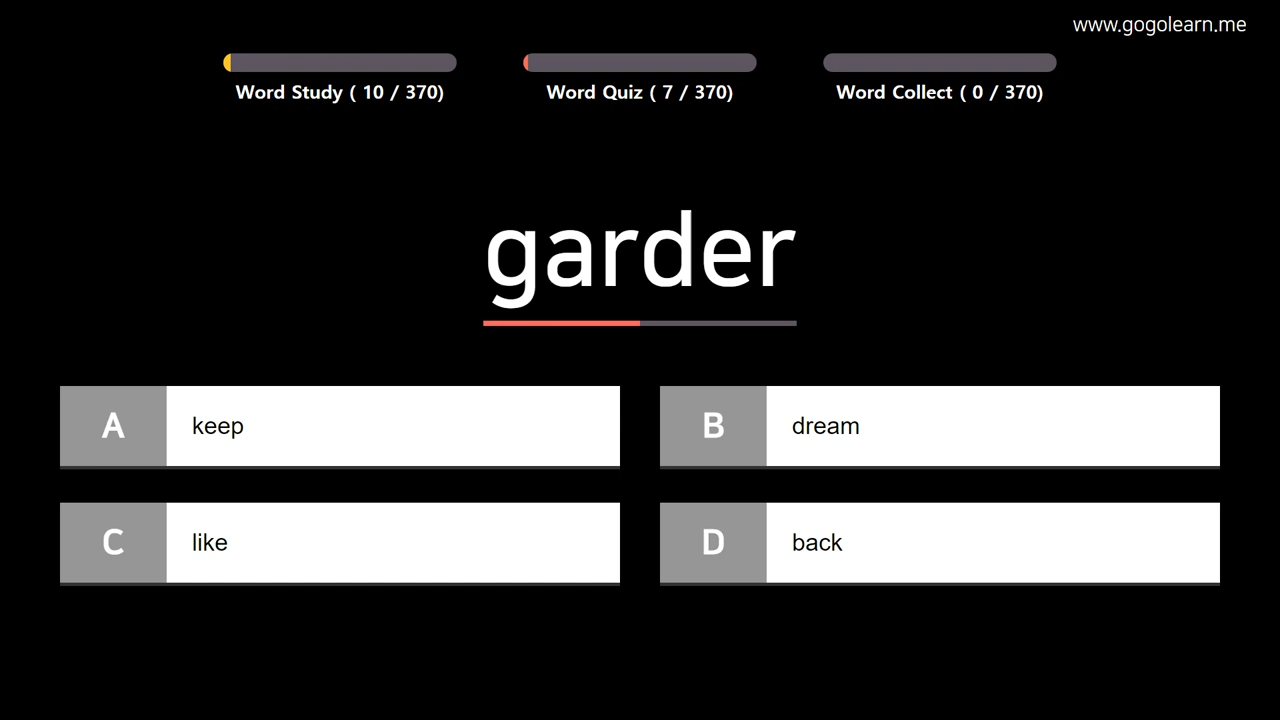 www.gogolearn.me
Word Study ( 10 / 370)
Word Quiz ( 7 / 370)
Word Collect ( 0 / 370)
garder
A keep
B dream
C like
D back